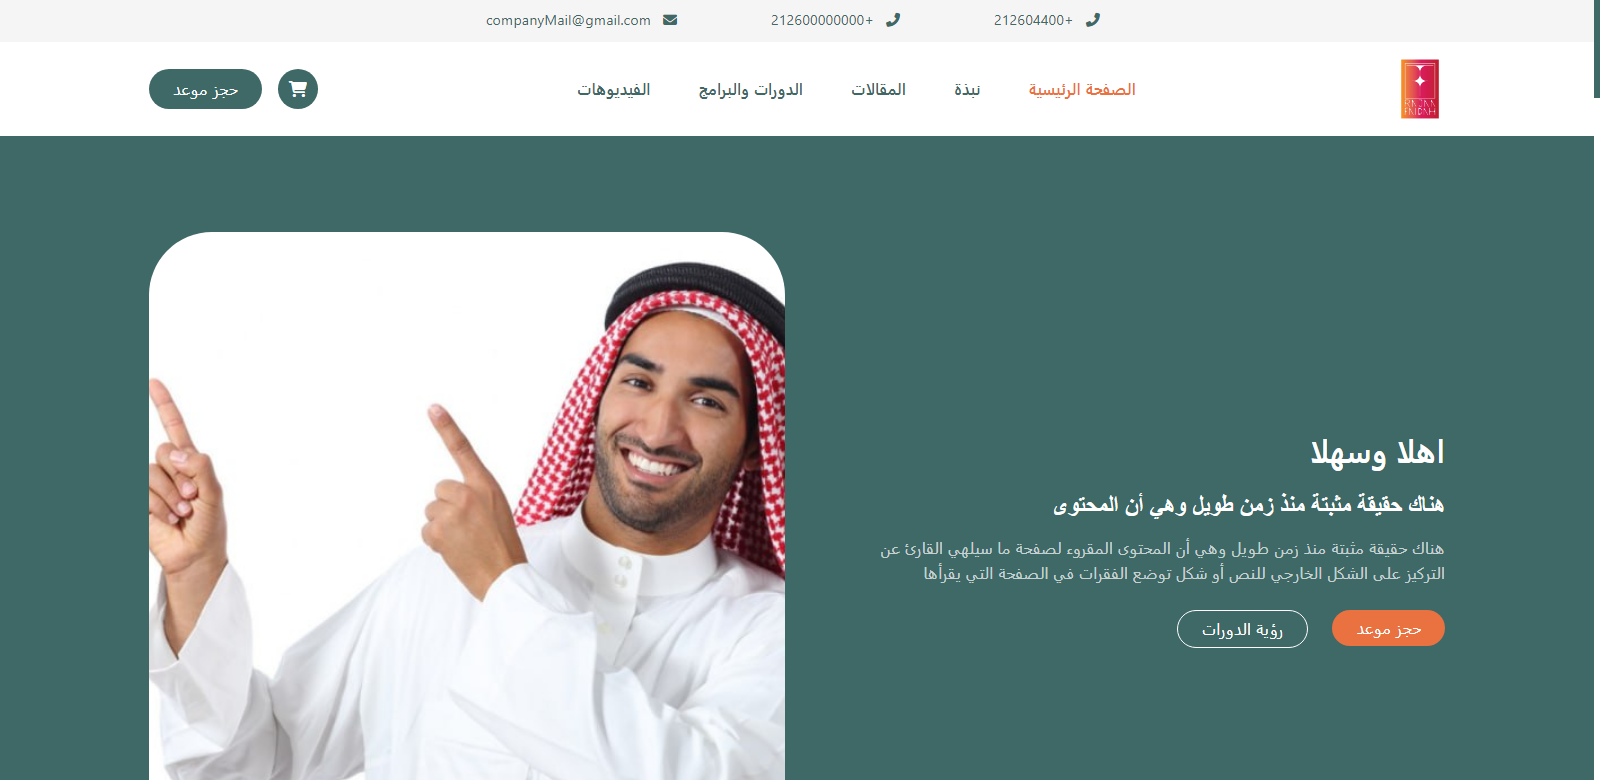 212604400+
212600000000+
companyMail@gmail.com
RAJAA
FAIDAH
الصفحة الرئيسية
نبذة
المقالات
الدورات والبرامج
الفيديوهات
حجز موعد
اهلا وسهلا
هناك حقيقة مثبتة منذ زمن طويل وهي أن المحتوى
هناك حقيقة مثبتة منذ زمن طويل وهي أن المحتوى المقروء لصفحة ما سيلهي القارئ عن
التركيز على الشكل الخارجي للنص أو شكل توضع الفقرات في الصفحة التي يقرأها
حجز موعد
رؤية الدورات